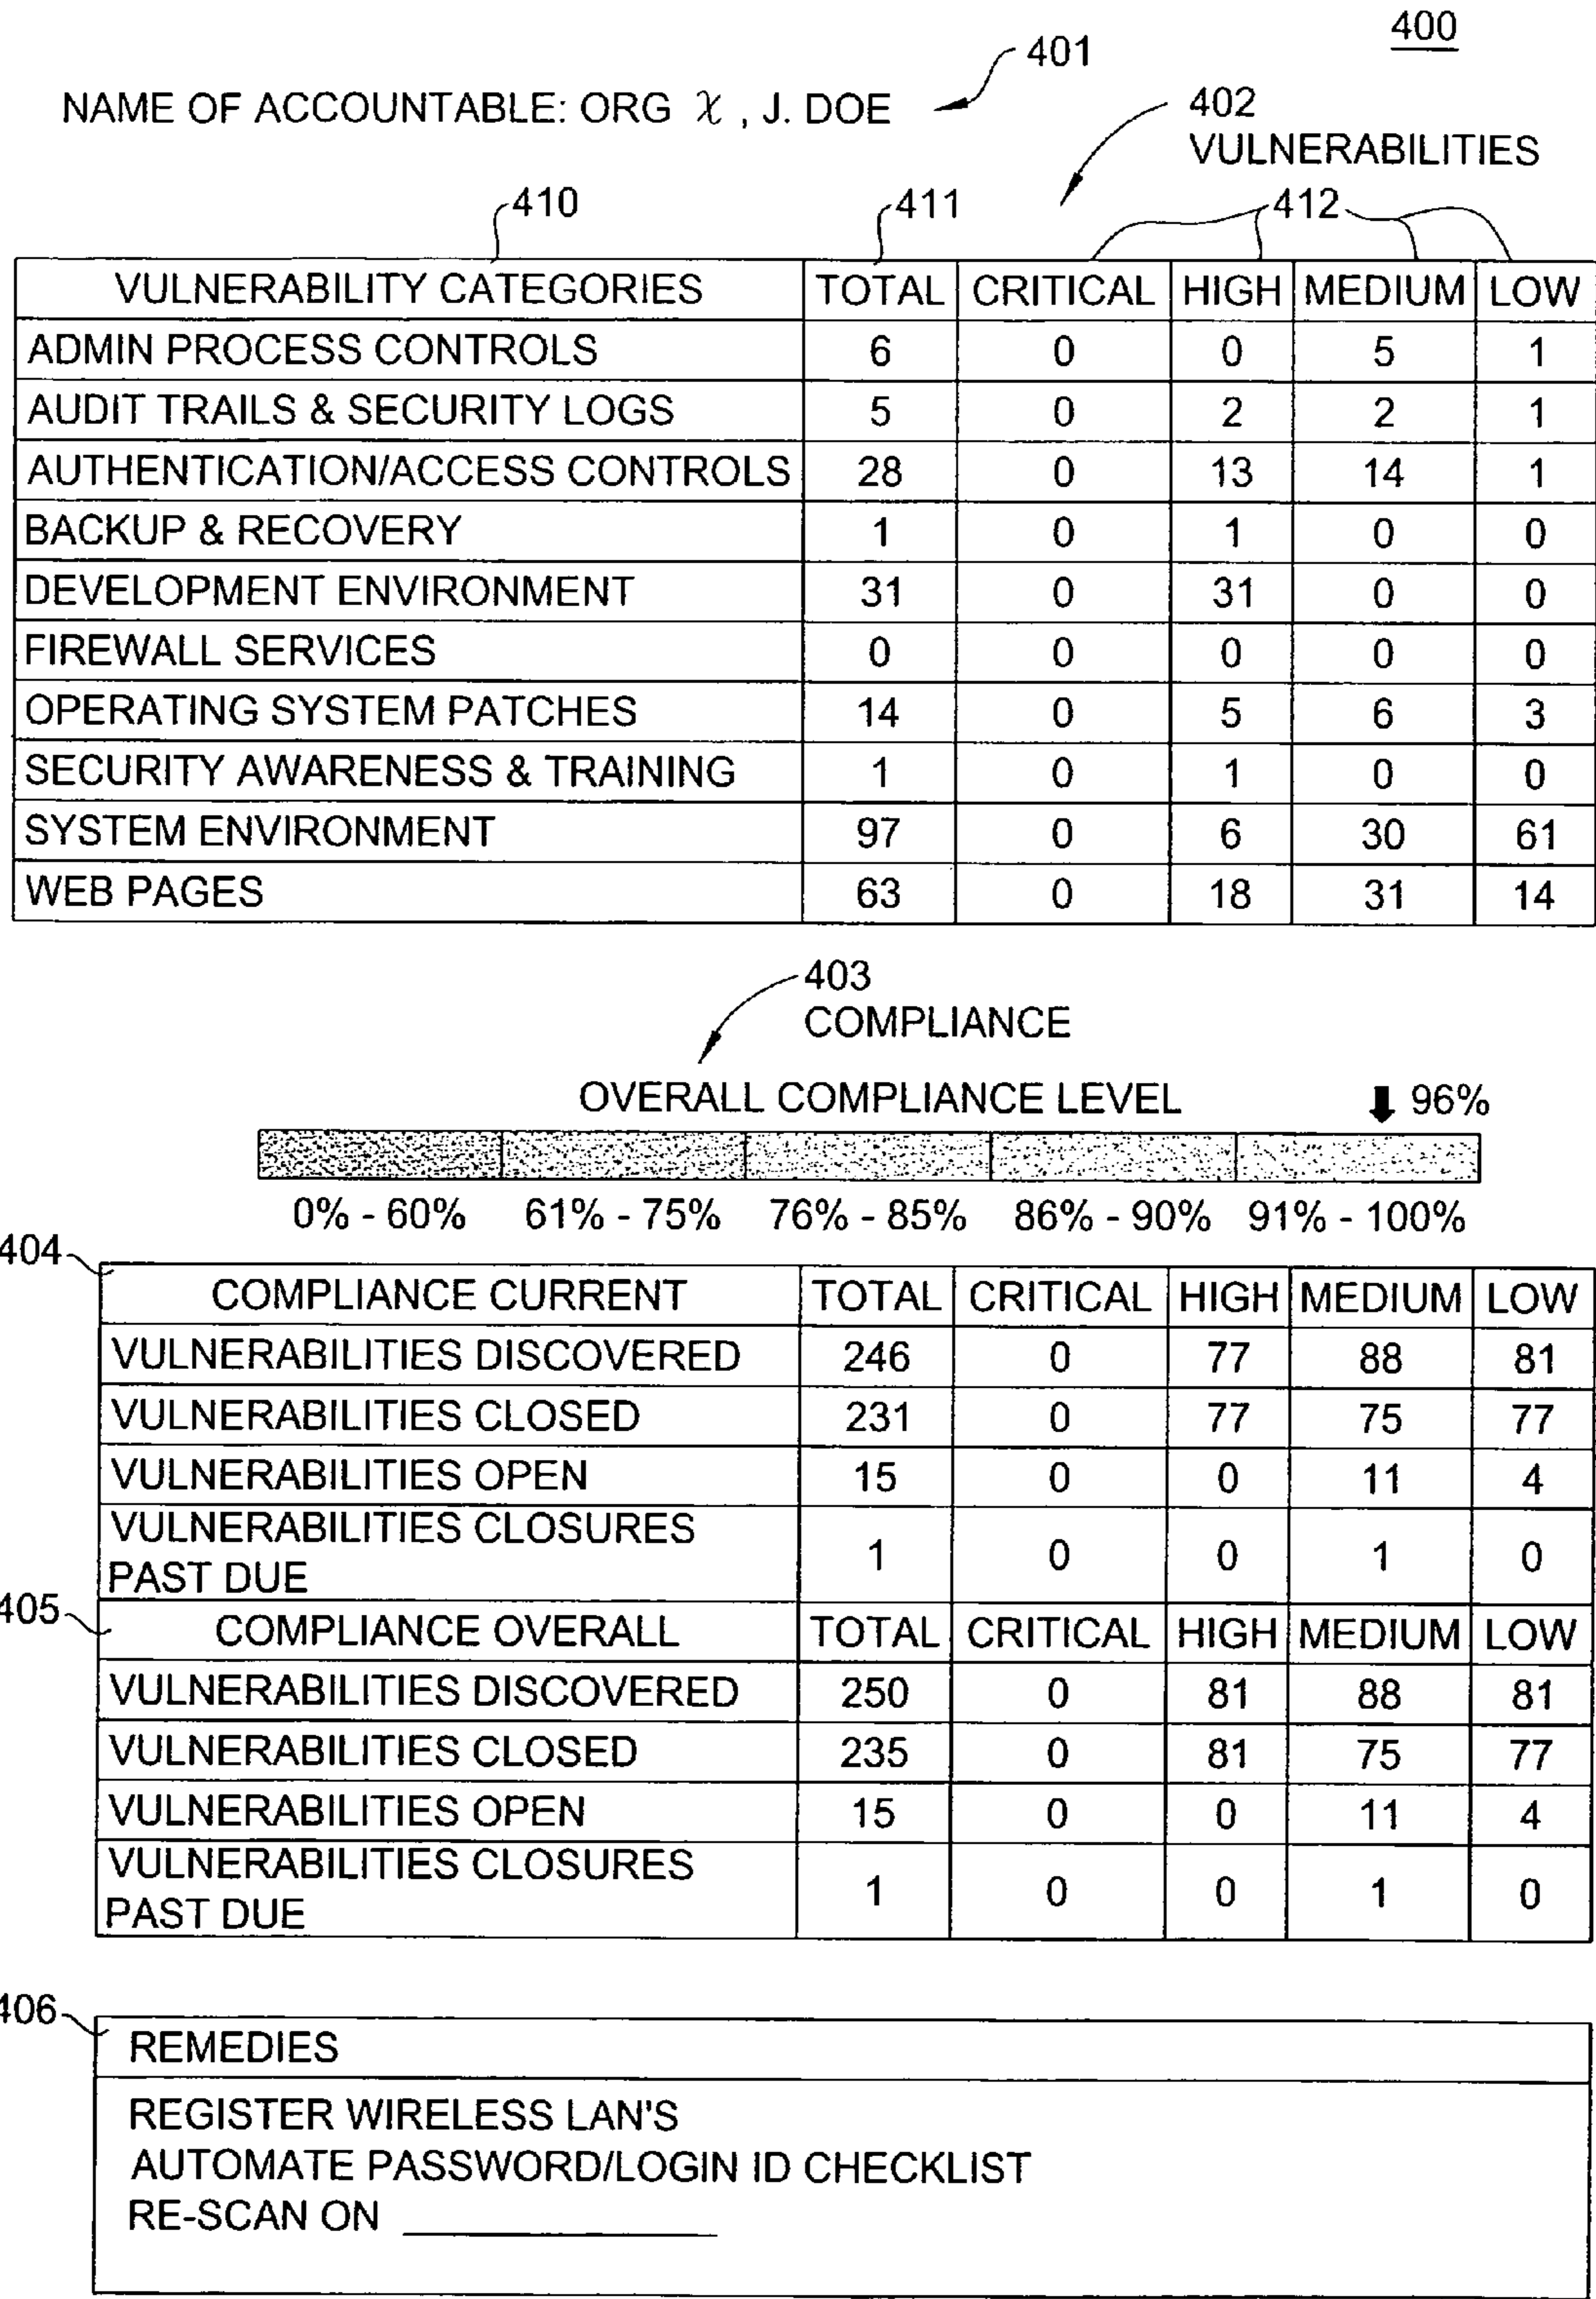 400
401
NAME OF ACCOUNTABLE: ORG χ , J. DOE
402
VULNERABILITIES
410 411 412
VULNERABILITY CATEGORIES TOTAL CRITICAL HIGH MEDIUM LOW
ADMIN PROCESS CONTROLS 6 0 0 5 1
AUDIT TRAILS & SECURITY LOGS 5 0 2 2 1
AUTHENTICATION/ACCESS CONTROLS 28 0 13 14 1
BACKUP & RECOVERY 1 0 1 0 0
DEVELOPMENT ENVIRONMENT 31 0 31 0 0
FIREWALL SERVICES 0 0 0 0 0
OPERATING SYSTEM PATCHES 14 0 5 6 3
SECURITY AWARENESS & TRAINING 1 0 1 0 0
SYSTEM ENVIRONMENT 97 0 6 30 61
WEB PAGES 63 0 18 31 14
403
COMPLIANCE
OVERALL COMPLIANCE LEVEL 96%
0% - 60% 61% - 75% 76% - 85% 86% - 90% 91% - 100%
404
COMPLIANCE CURRENT TOTAL CRITICAL HIGH MEDIUM LOW
VULNERABILITIES DISCOVERED 246 0 77 88 81
VULNERABILITIES CLOSED 231 0 77 75 77
VULNERABILITIES OPEN 15 0 0 11 4
VULNERABILITIES CLOSURES
PAST DUE 1 0 0 1 0
405
COMPLIANCE OVERALL TOTAL CRITICAL HIGH MEDIUM LOW
VULNERABILITIES DISCOVERED 250 0 81 88 81
VULNERABILITIES CLOSED 235 0 81 75 77
VULNERABILITIES OPEN 15 0 0 11 4
VULNERABILITIES CLOSURES
PAST DUE 1 0 0 1 0
406
REMEDIES
REGISTER WIRELESS LAN'S
AUTOMATE PASSWORD/LOGIN ID CHECKLIST
RE-SCAN ON